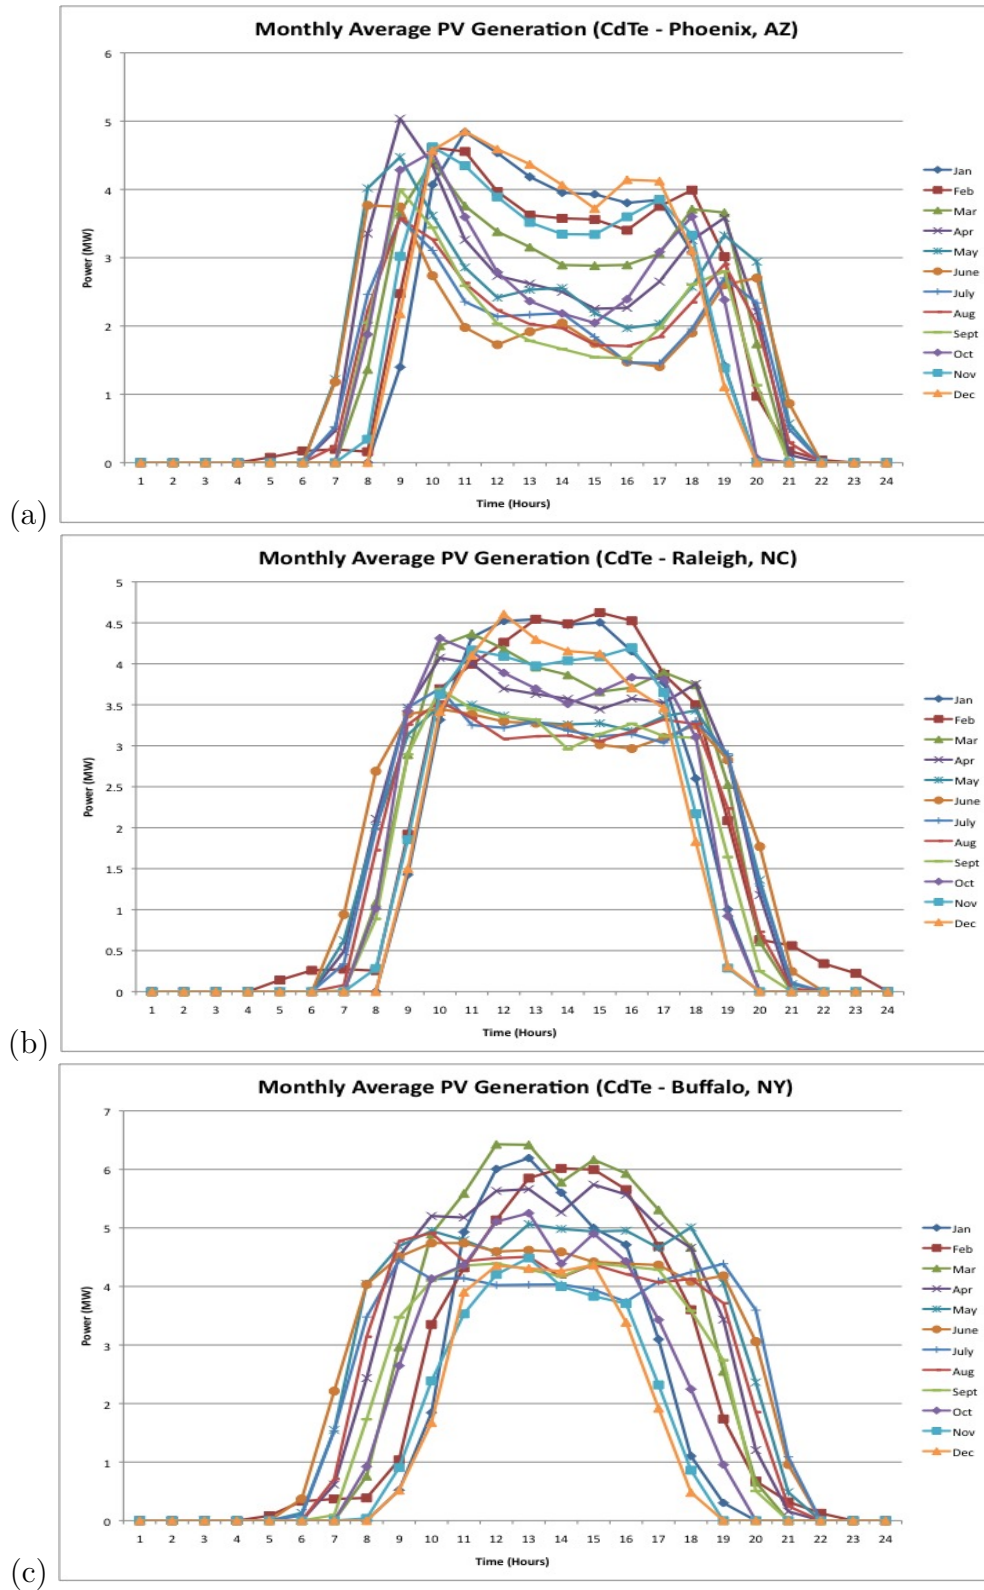 Monthly Average PV Generation (CdTe - Phoenix, AZ)
6
5
4
3
2
1
0
Power (MW)
1 2 3 4 5 6 7 8 9 10 11 12 13 14 15 16 17 18 19 20 21 22 23 24
Time (Hours)
Jan
Feb
Mar
Apr
May
June
July
Aug
Sept
Oct
Nov
Dec
(a)
Monthly Average PV Generation (CdTe - Raleigh, NC)
5
4.5
4
3.5
3
2.5
2
1.5
1
0.5
0
Power (MW)
1 2 3 4 5 6 7 8 9 10 11 12 13 14 15 16 17 18 19 20 21 22 23 24
Time (Hours)
Jan
Feb
Mar
Apr
May
June
July
Aug
Sept
Oct
Nov
Dec
(b)
Monthly Average PV Generation (CdTe - Buffalo, NY)
7
6
5
4
3
2
1
0
Power (MW)
1 2 3 4 5 6 7 8 9 10 11 12 13 14 15 16 17 18 19 20 21 22 23 24
Time (Hours)
Jan
Feb
Mar
Apr
May
June
July
Aug
Sept
Oct
Nov
Dec
(c)